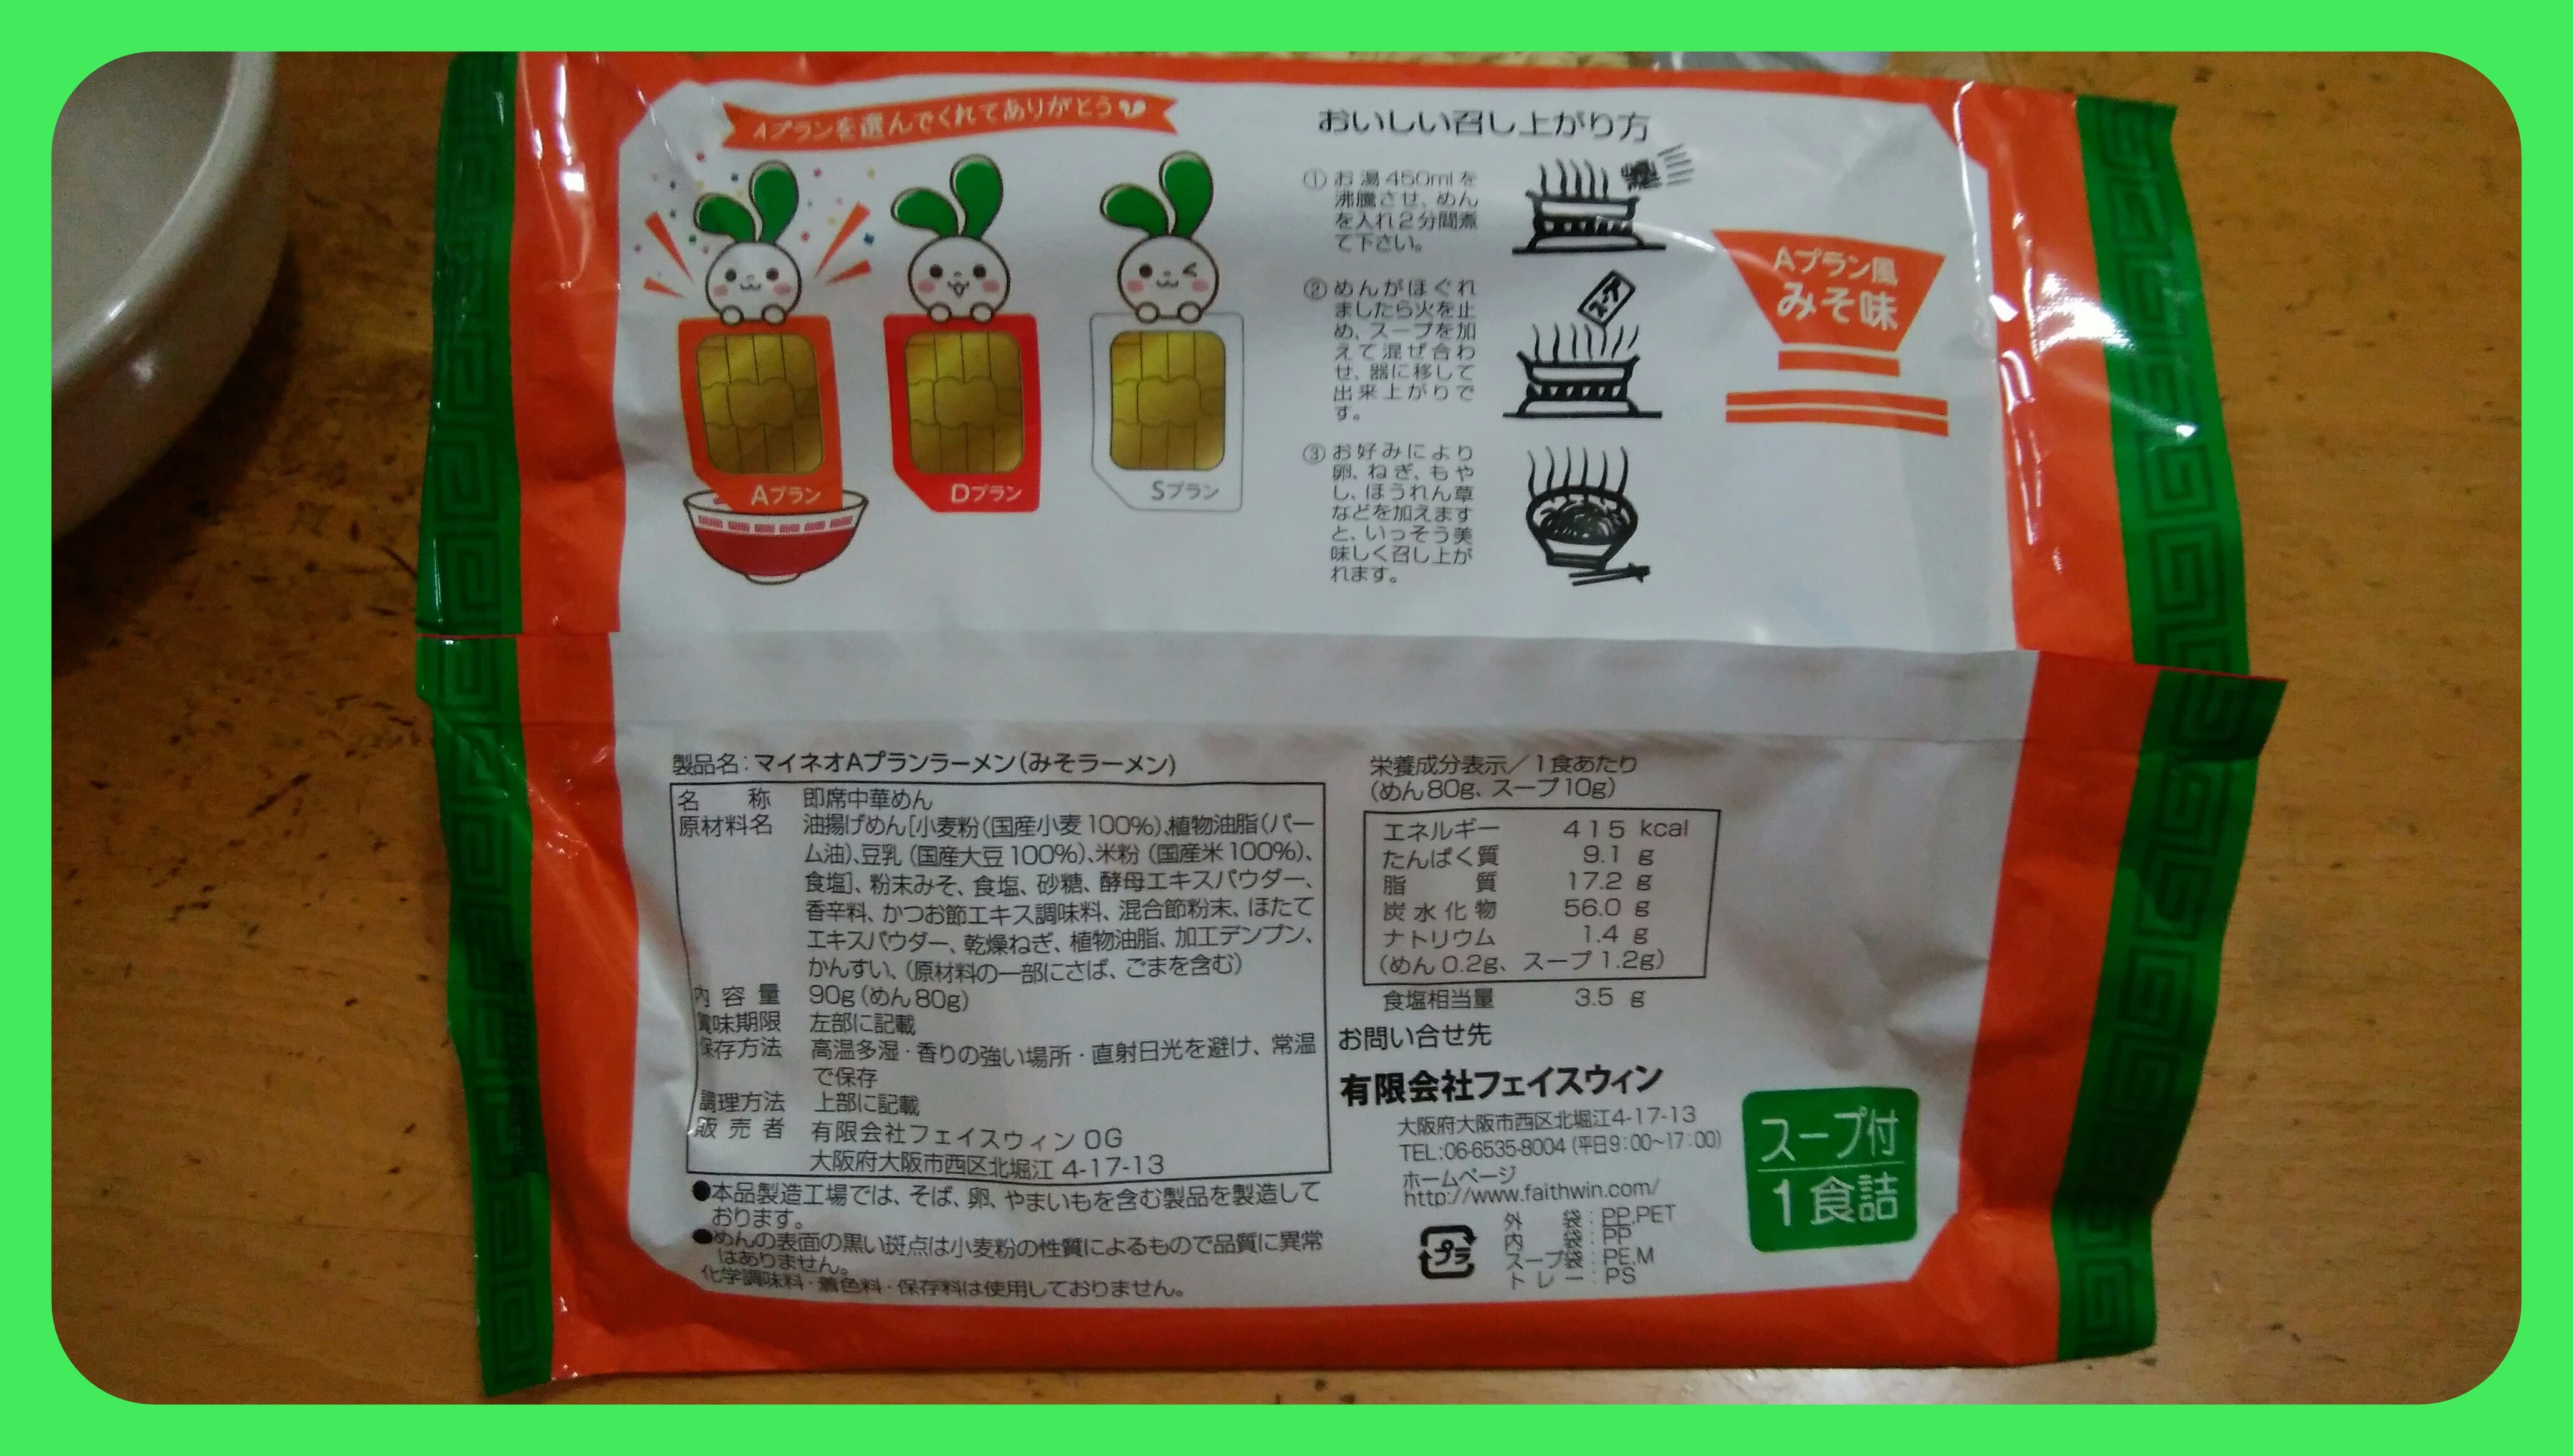 Aプランを選んでくれてありがとう
Aプラン
Dプラン
Sプラン
おいしい召し上がり方
① お湯450mlを
沸騰させ、めん
を入れ2分間煮
て下さい。
② めんがほぐれ
ましたら火を止
め、スープを加
えて混ぜ合わ
せ、器に移して
出来上がりで
す。
スープ
③ お好みにより
卵、ねぎ、もや
し、ほうれん草
などを加えます
と、いっそう美
味しく召し上が
れます。
Aプラン風
みそ味
製品名:マイネオAプランラーメン(みそラーメン)
名称 即席中華めん
原材料名 油揚げめん[小麦粉(国産小麦100%)、植物油脂(パー
ム油)、豆乳(国産大豆100%)、米粉(国産米100%)、
食塩]、粉末みそ、食塩、砂糖、酵母エキスパウダー、
香辛料、かつお節エキス調味料、混合節粉末、ほたて
エキスパウダー、乾燥ねぎ、植物油脂、加工デンプン、
かんすい、(原材料の一部にさば、ごまを含む)
内容量 90g(めん80g)
賞味期限 左部に記載
保存方法 高温多湿・香りの強い場所・直射日光を避け、常温
で保存
調理方法 上部に記載
販売者 有限会社フェイスウィン OG
大阪府大阪市西区北堀江 4-17-13
●本品製造工場では、そば、卵、やまいもを含む製品を製造して
おります。
●めんの表面の黒い斑点は小麦粉の性質によるもので品質に異常
はありません。
化学調味料・着色料・保存料は使用しておりません。
栄養成分表示/1食あたり
(めん80g、スープ10g)
エネルギー 415 kcal
たんぱく質 9.1 g
脂質 17.2 g
炭水化物 56.0 g
ナトリウム 1.4 g
(めん0.2g、スープ1.2g)
食塩相当量 3.5 g
お問い合せ先
有限会社フェイスウィン
大阪府大阪市西区北堀江4-17-13
TEL:06-6535-8004(平日9:00~17:00)
ホームページ
http://www.faithwin.com/
プラ
外袋:PP,PET
内袋:PP
スープ袋:PE,M
トレー:PS
スープ付
1食詰